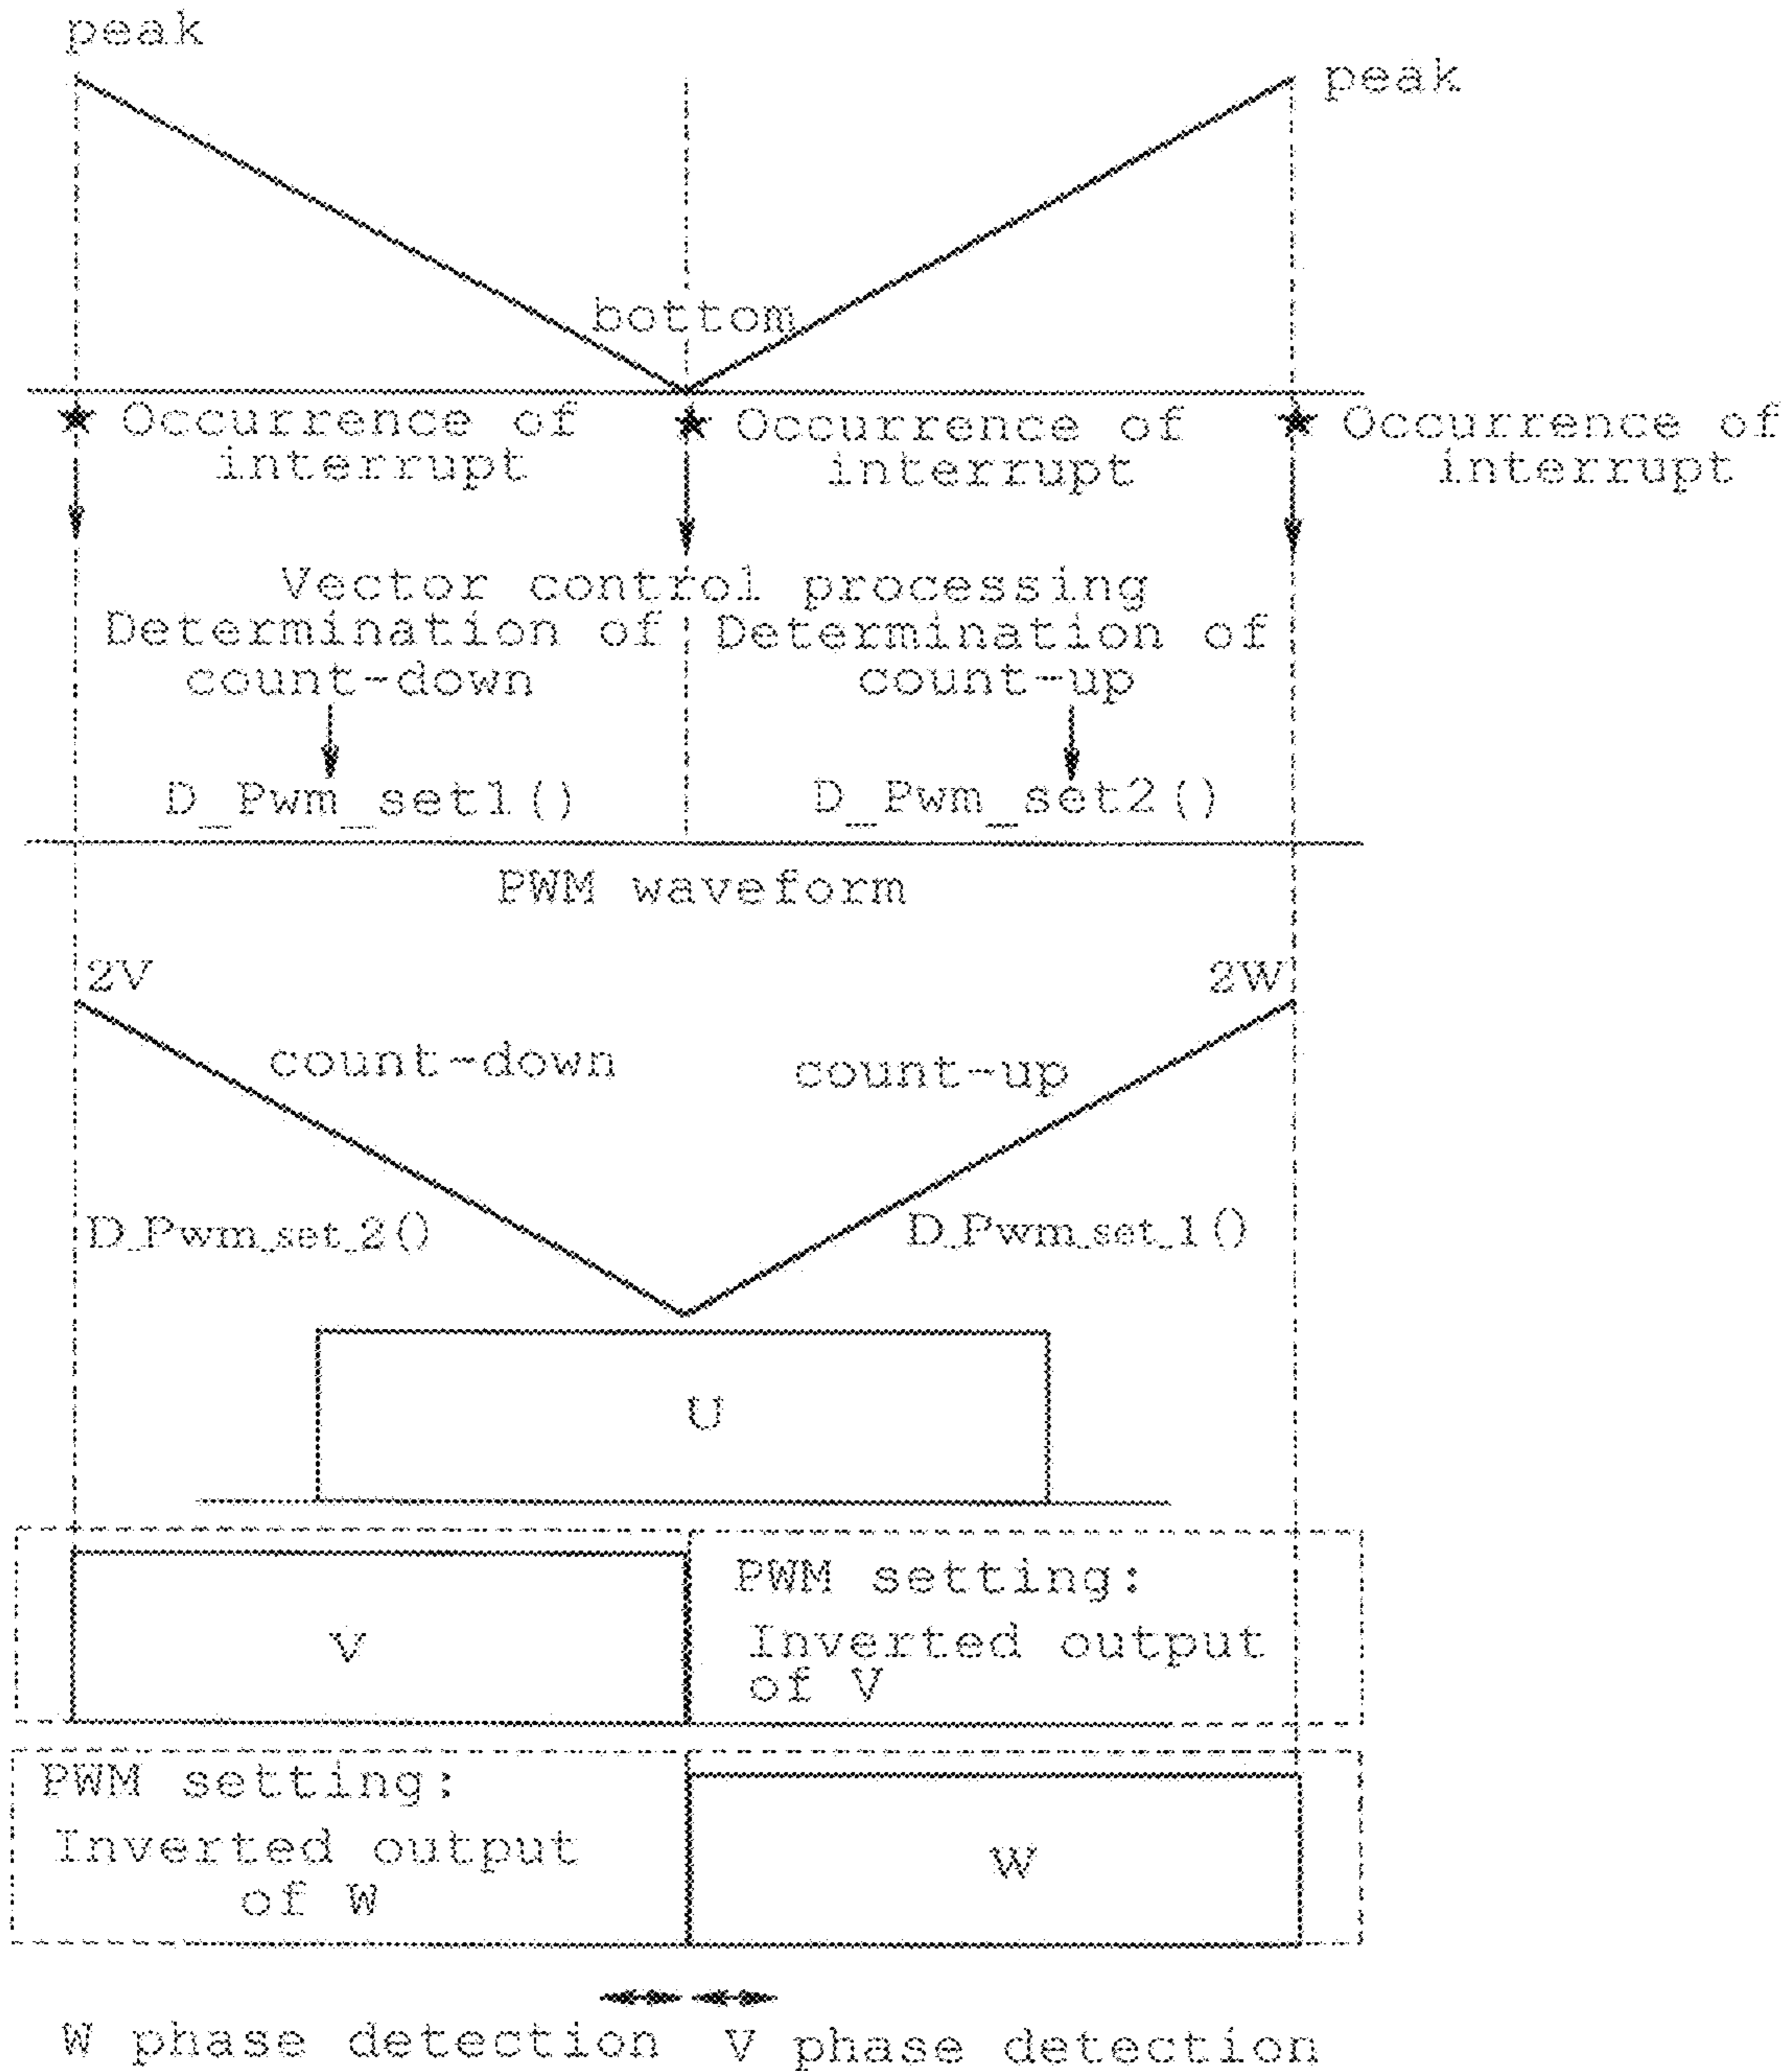 peak
peak
bottom
Occurrence of
interrupt
Occurrence of
interrupt
Occurrence of
interrupt
Vector control processing
Determination of
count-down
Determination of
count-up
D_Pwm_set1()
D_Pwm_set2()
PWM waveform
2V
2W
count-down
count-up
D_Pwm_set_2()
D_Pwm_set_1()
U
V
PWM setting:
Inverted output
of V
PWM setting:
Inverted output
of W
W
W phase detection
V phase detection